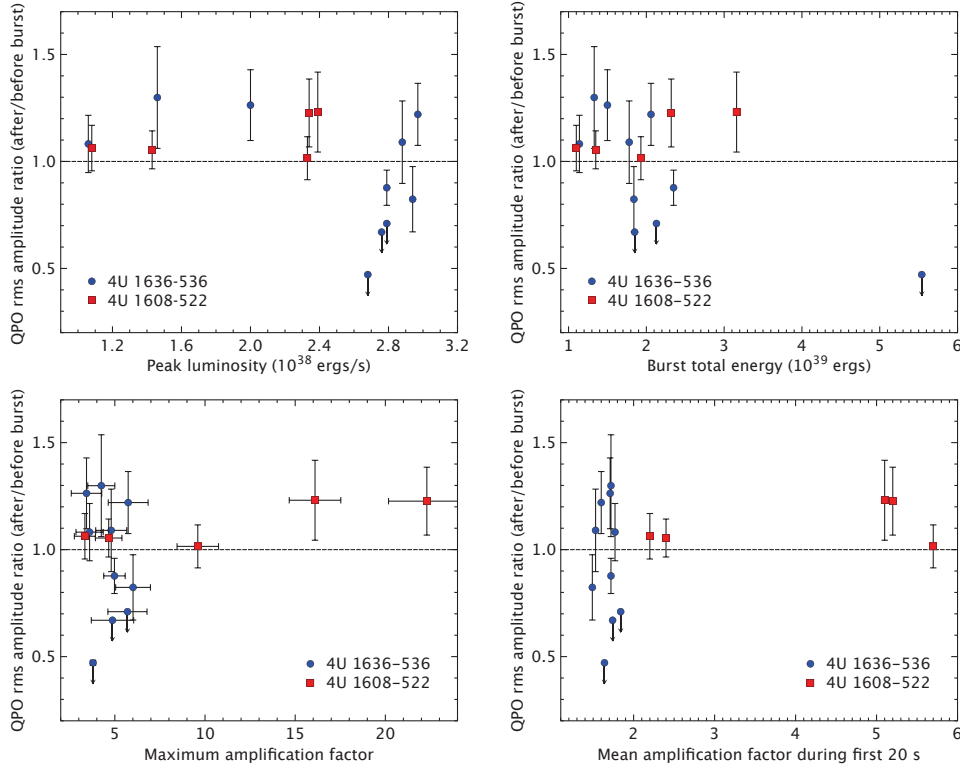 QPO rms amplitude ratio (after/before burst)
1.5
1.0
0.5
4U 1636-536
4U 1608-522
1.2
1.6
2.0
2.4
2.8
3.2
Peak luminosity (10³⁸ ergs/s)
QPO rms amplitude ratio (after/before burst)
1.5
1.0
0.5
4U 1636−536
4U 1608−522
1
2
3
4
5
6
Burst total energy (10³⁹ ergs)
QPO rms amplitude ratio (after/before burst)
1.5
1.0
0.5
4U 1636−536
4U 1608−522
5
10
15
20
Maximum amplification factor
QPO rms amplitude ratio (after/before burst)
1.5
1.0
0.5
4U 1636−536
4U 1608−522
1
2
3
4
5
6
Mean amplification factor during first 20 s